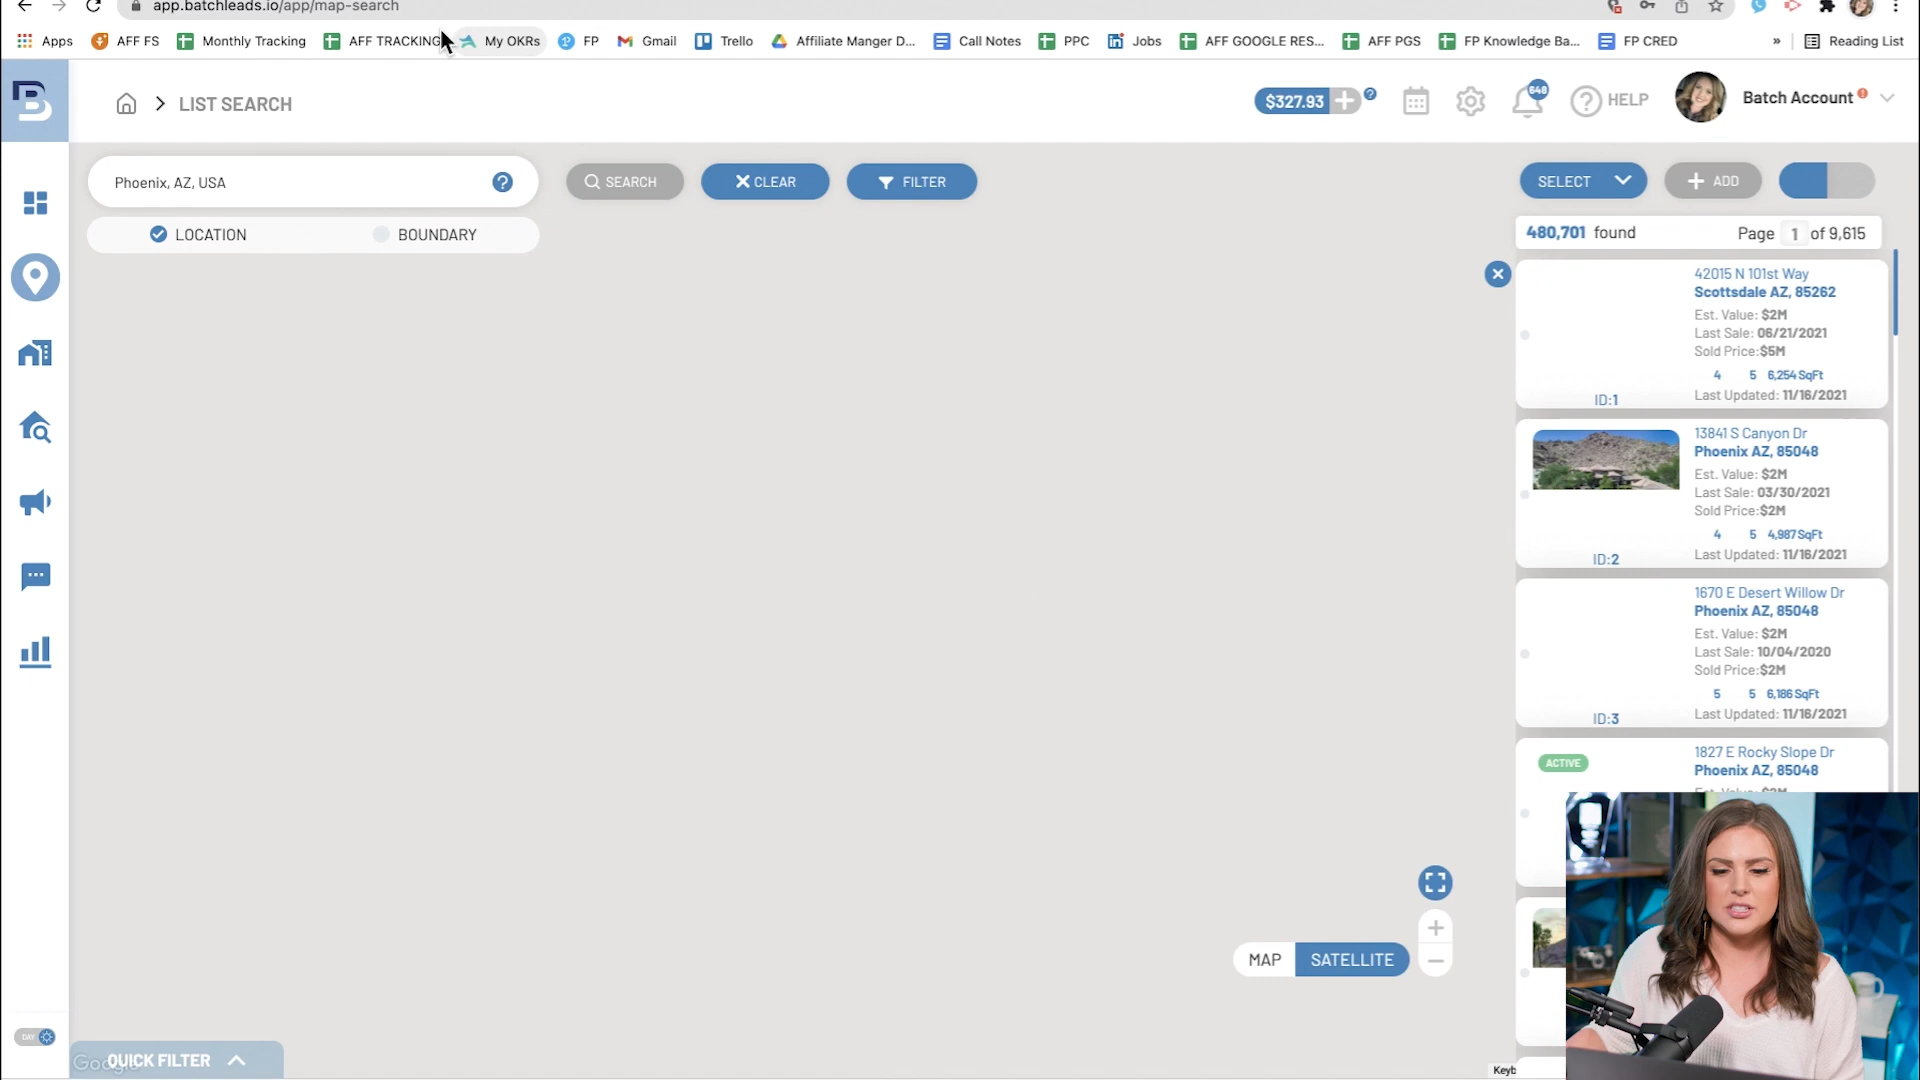 app.batchleads.io/app/map-search
Apps AFF FS Monthly Tracking AFF TRACKING My OKRs FP Gmail Trello Affiliate Manger D... Call Notes PPC Jobs AFF GOOGLE RES... AFF PGS FP Knowledge Ba... FP CRED » Reading List
LIST SEARCH
$327.93
648
HELP
Batch Account
Phoenix, AZ, USA
SEARCH
CLEAR
FILTER
SELECT
ADD
LOCATION
BOUNDARY
480,701 found
Page 1 of 9,615
42015 N 101st Way
Scottsdale AZ, 85262
Est. Value: $2M
Last Sale: 06/21/2021
Sold Price:$5M
4 5 6,254 SqFt
Last Updated: 11/16/2021
ID:1
13841 S Canyon Dr
Phoenix AZ, 85048
Est. Value: $2M
Last Sale: 03/30/2021
Sold Price:$2M
4 5 4,987 SqFt
Last Updated: 11/16/2021
ID:2
1670 E Desert Willow Dr
Phoenix AZ, 85048
Est. Value: $2M
Last Sale: 10/04/2020
Sold Price:$2M
5 5 6,186 SqFt
Last Updated: 11/16/2021
ID:3
ACTIVE
1827 E Rocky Slope Dr
Phoenix AZ, 85048
MAP
SATELLITE
DAY
Google
QUICK FILTER
Keyb